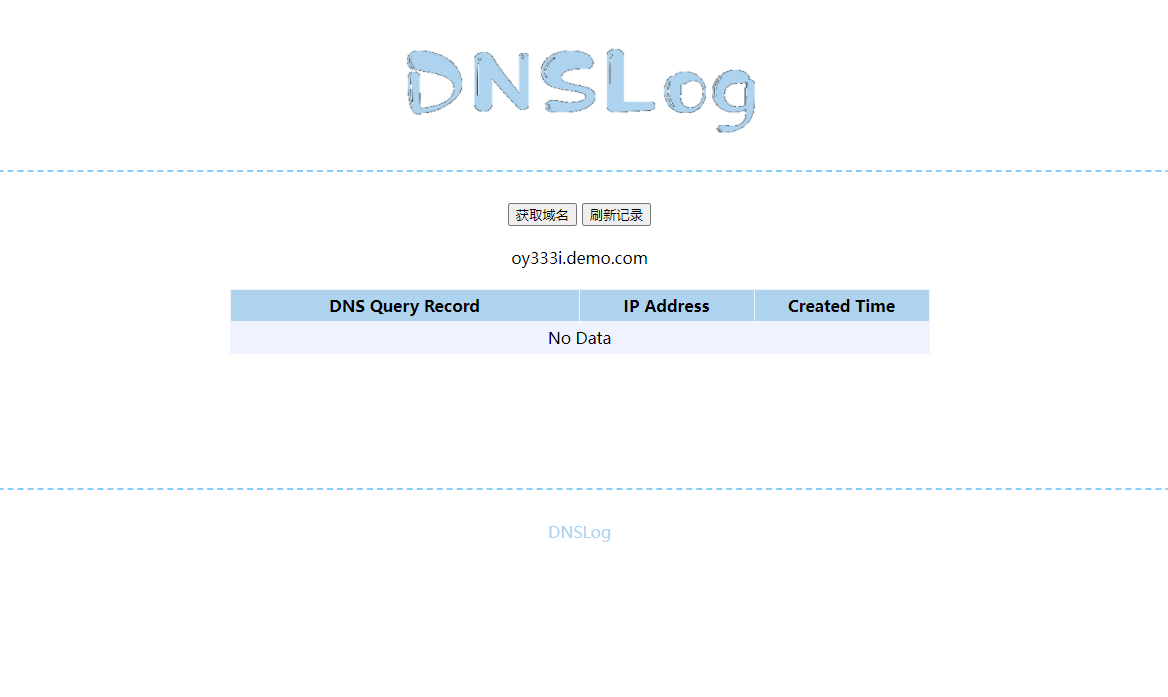 DNSLog
获取域名 刷新记录
oy333i.demo.com
DNS Query Record IP Address Created Time
No Data
DNSLog